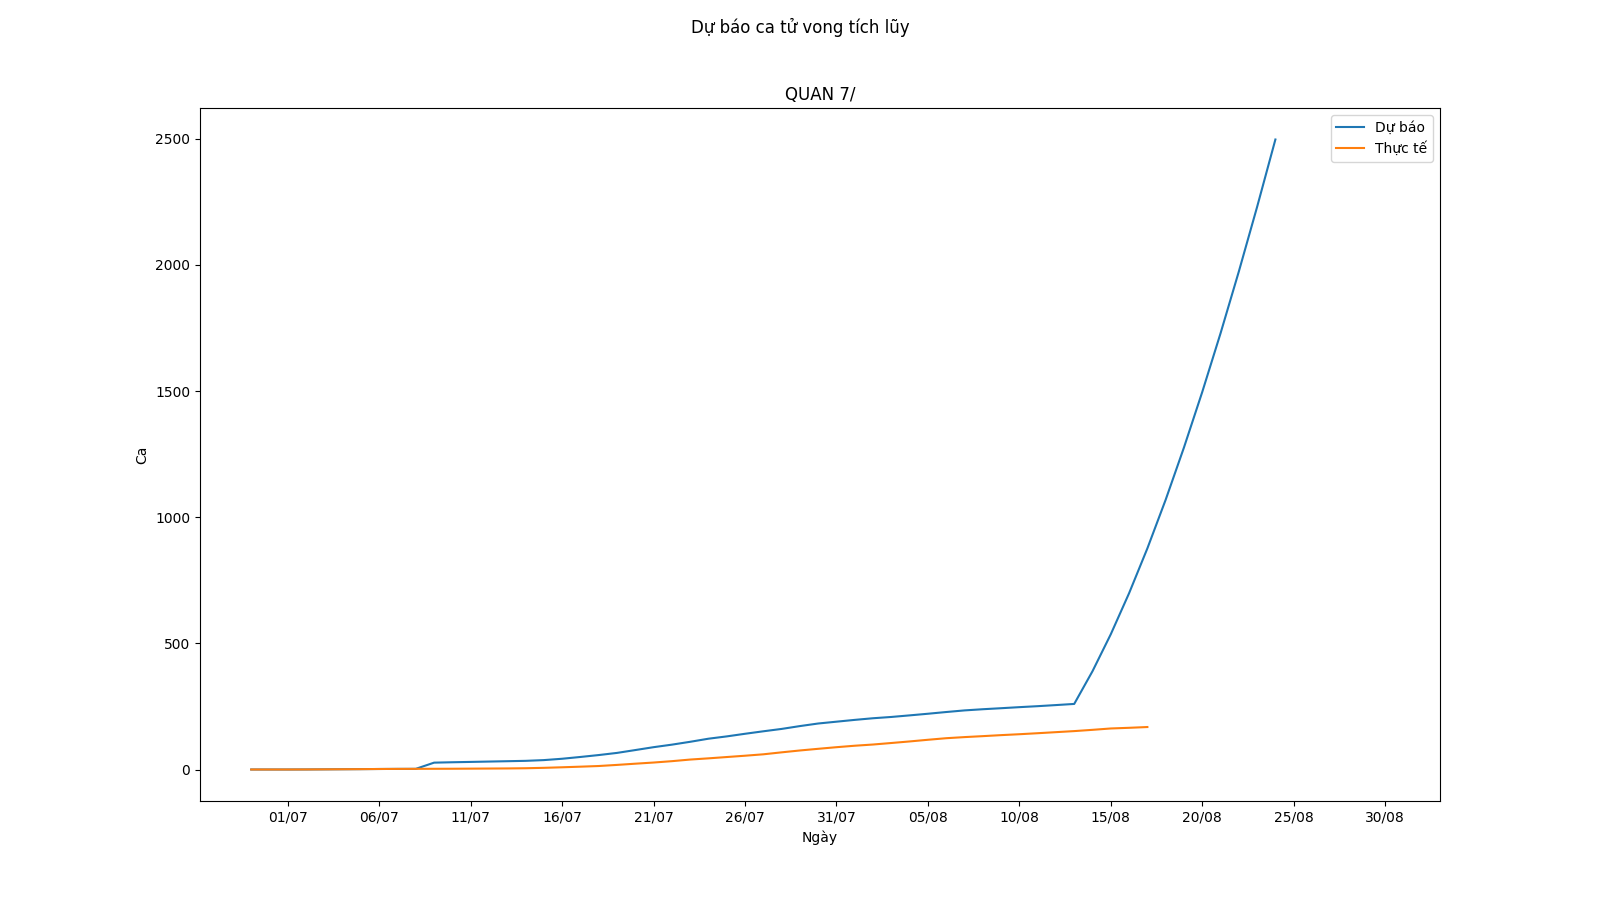 Dự báo ca tử vong tích lũy
QUAN 7/
Dự báo
Thực tế
2500
2000
1500
1000
500
0
Ca
01/07 06/07 11/07 16/07 21/07 26/07 31/07 05/08 10/08 15/08 20/08 25/08 30/08
Ngày